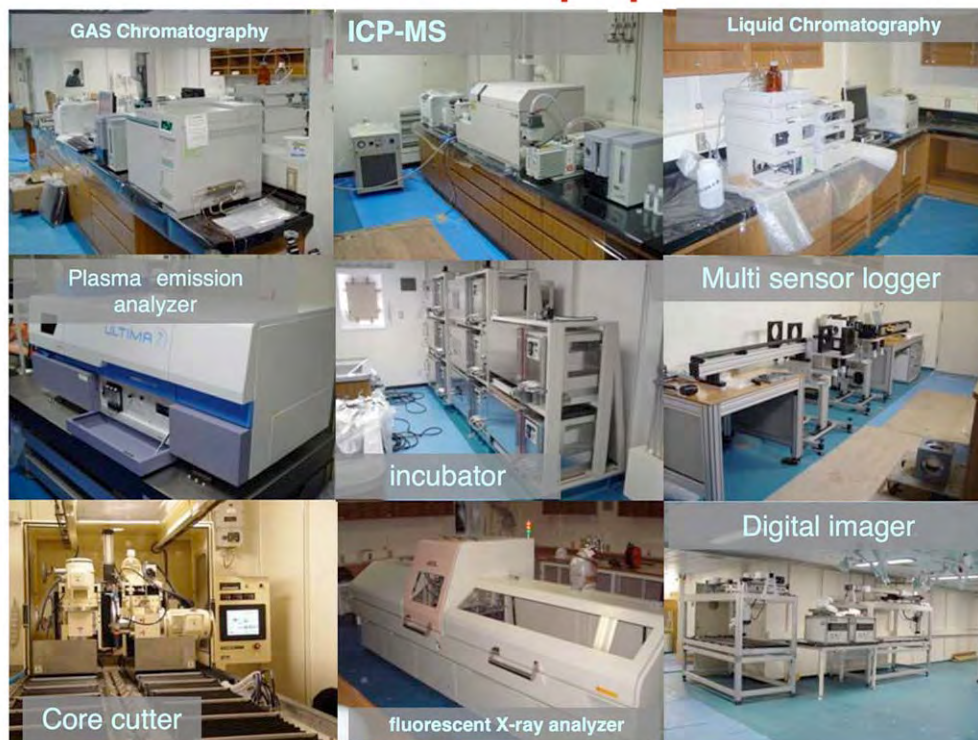 GAS Chromatography
ICP-MS
Liquid Chromatography
Plasma emission
analyzer
ULTIMA 2
incubator
Multi sensor logger
Core cutter
fluorescent X-ray analyzer
Digital imager